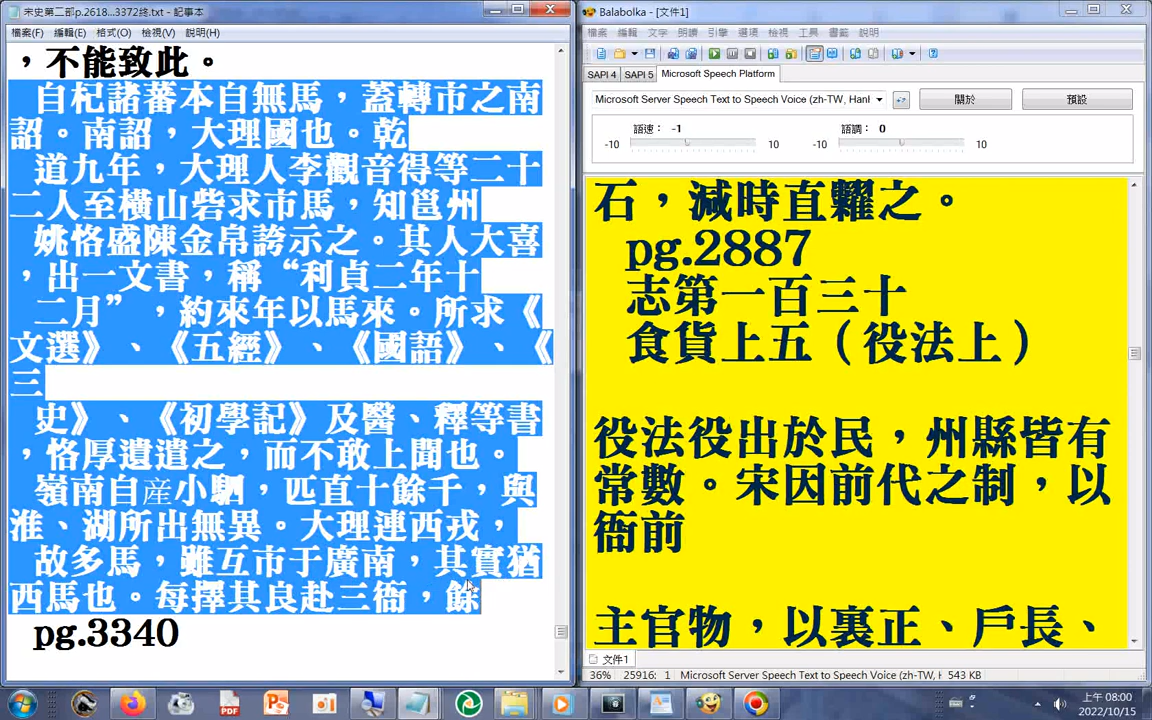 宋史第二部p.2618...3372終.txt - 記事本
檔案(F) 編輯(E) 格式(O) 檢視(V) 說明(H)
，不能致此。
自杞諸蕃本自無馬，蓋轉市之南
詔。南詔，大理國也。乾
道九年，大理人李觀音得等二十
二人至橫山砦求市馬，知邕州
姚恪盛陳金帛誇示之。其人大喜
，出一文書，稱“利貞二年十
二月”，約來年以馬來。所求《
文選》、《五經》、《國語》、《
三
史》、《初學記》及醫、釋等書
，恪厚遺遣之，而不敢上聞也。
嶺南自産小駟，匹直十餘千，與
淮、湖所出無異。大理連西戎，
故多馬，雖互市于廣南，其實猶
西馬也。每擇其良赴三衙，餘
pg.3340
Balabolka - [文件1]
檔案 編輯 文字 朗讀 引擎 選項 檢視 工具 書籤 說明
SAPI 4 SAPI 5 Microsoft Speech Platform
Microsoft Server Speech Text to Speech Voice (zh-TW, Hanl
關於
預設
語速： -1
語調： 0
-10 10 -10 10
石，減時直糶之。
pg.2887
志第一百三十
食貨上五（役法上）
役法役出於民，州縣皆有
常數。宋因前代之制，以
衙前
主官物，以裏正、戶長、
文件1
36% 25916: 1 Microsoft Server Speech Text to Speech Voice (zh-TW, H 543 KB
上午 08:00
2022/10/15